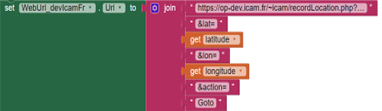 set WebUrl_devIcamFr . Url to join " https://op-dev.icam.fr/~icam/recordLocation.php?... "
" &lat= "
get latitude
" &lon= "
get longitude
" &action= "
" Goto "